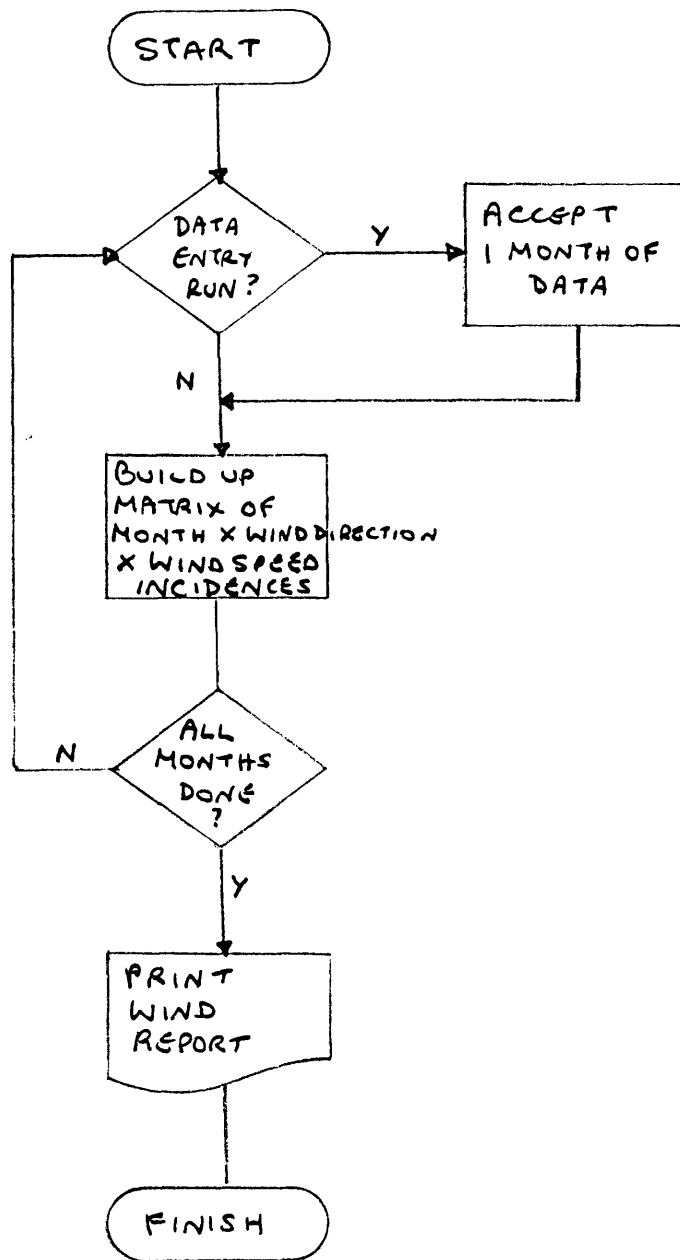 START
DATA
ENTRY
RUN?
Y
ACCEPT
1 MONTH OF
DATA
N
BUILD UP
MATRIX OF
MONTH X WIND DIRECTION
X WINDSPEED
INCIDENCES
ALL
MONTHS
DONE
?
N
Y
PRINT
WIND
REPORT
FINISH